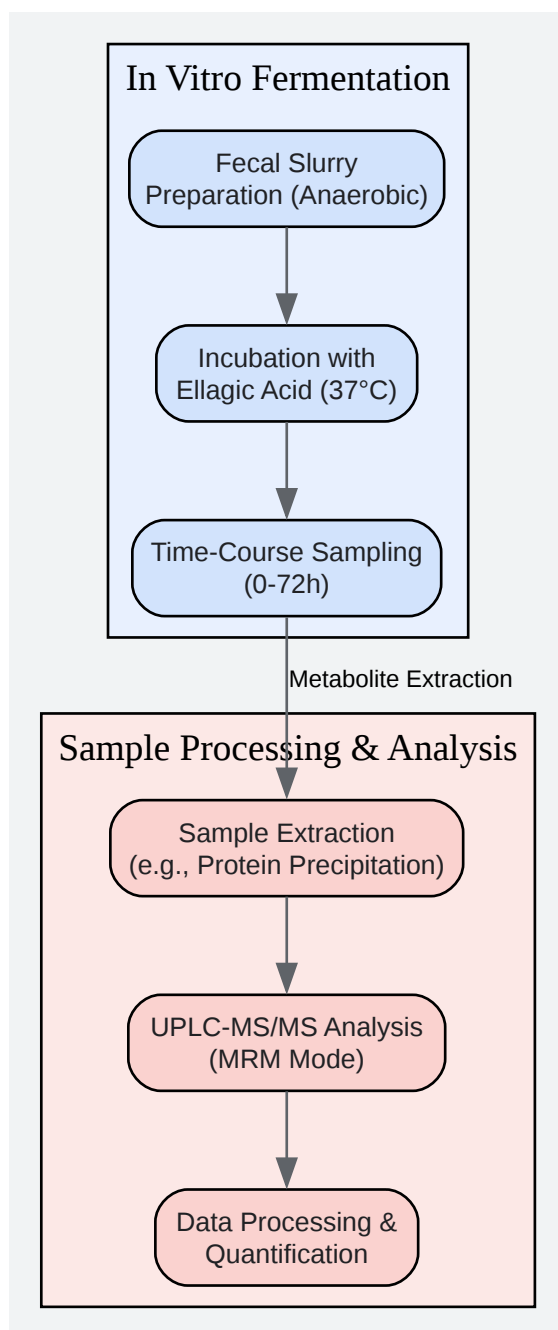 In Vitro Fermentation
Fecal Slurry
Preparation (Anaerobic)
Incubation with
Ellagic Acid (37°C)
Time-Course Sampling
(0-72h)
Metabolite Extraction
Sample Processing & Analysis
Sample Extraction
(e.g., Protein Precipitation)
UPLC-MS/MS Analysis
(MRM Mode)
Data Processing &
Quantification